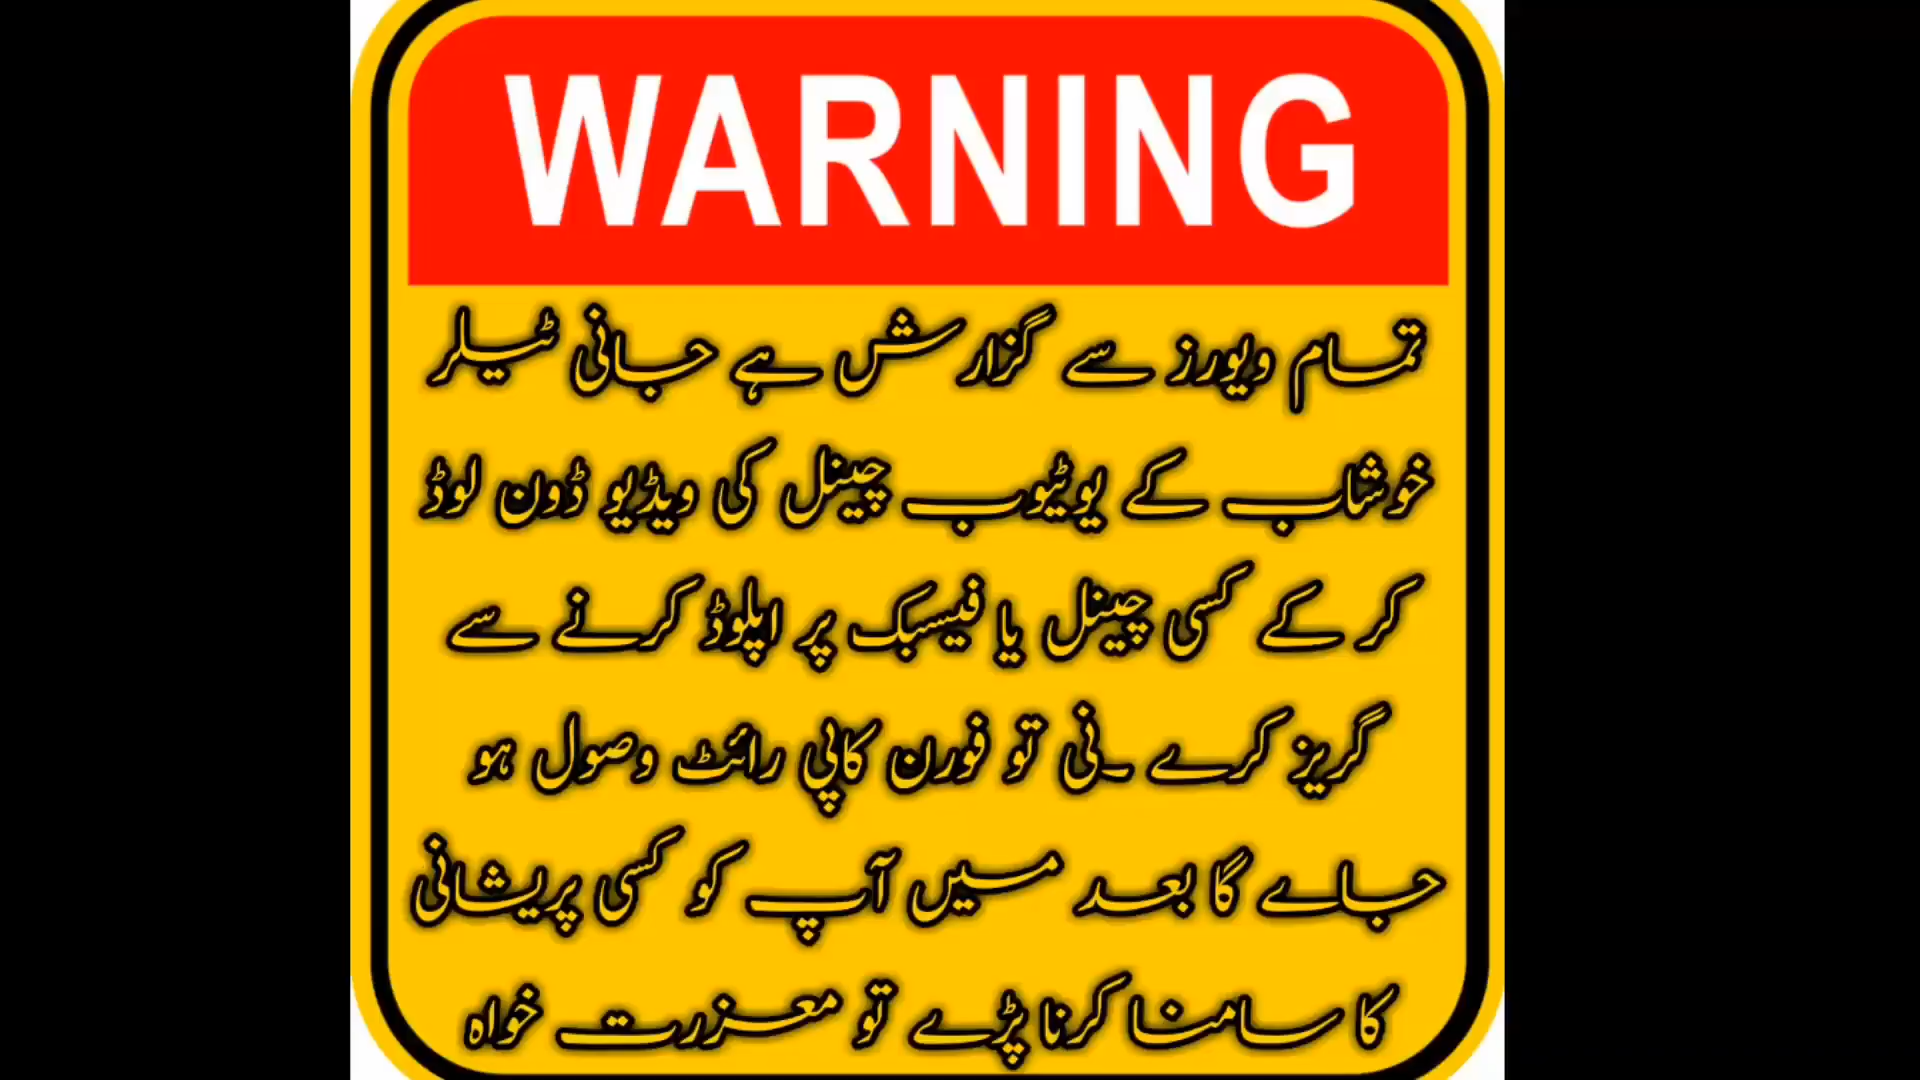 WARNING
تمام ویورز سے گزارش ہے جانی ٹیلر
خوشاب کے یوٹیوب چینل کی ویڈیو ڈون لوڈ
کر کے کسی چینل یا فیسبک پر اپلوڈ کرنے سے
گریز کرے ۔نی تو فورن کاپی رائٹ وصول ہو
جاے گا بعد میں آپ کو کسی پریشانی
کا سامنا کرنا پڑے تو معزرت خواہ